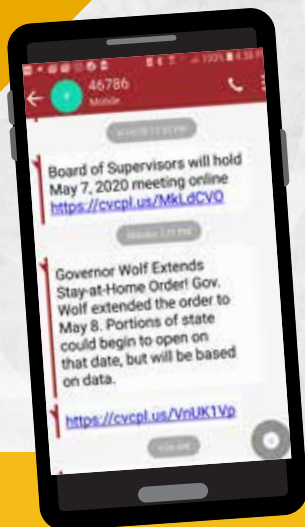 46786
Mobile
Board of Supervisors will hold
May 7, 2020 meeting online
https://cvcpl.us/MkLdCVO
Governor Wolf Extends
Stay-at-Home Order! Gov.
Wolf extended the order to
May 8. Portions of state
could begin to open on
that date, but will be based
on data.
https://cvcpl.us/VnUK1Vp